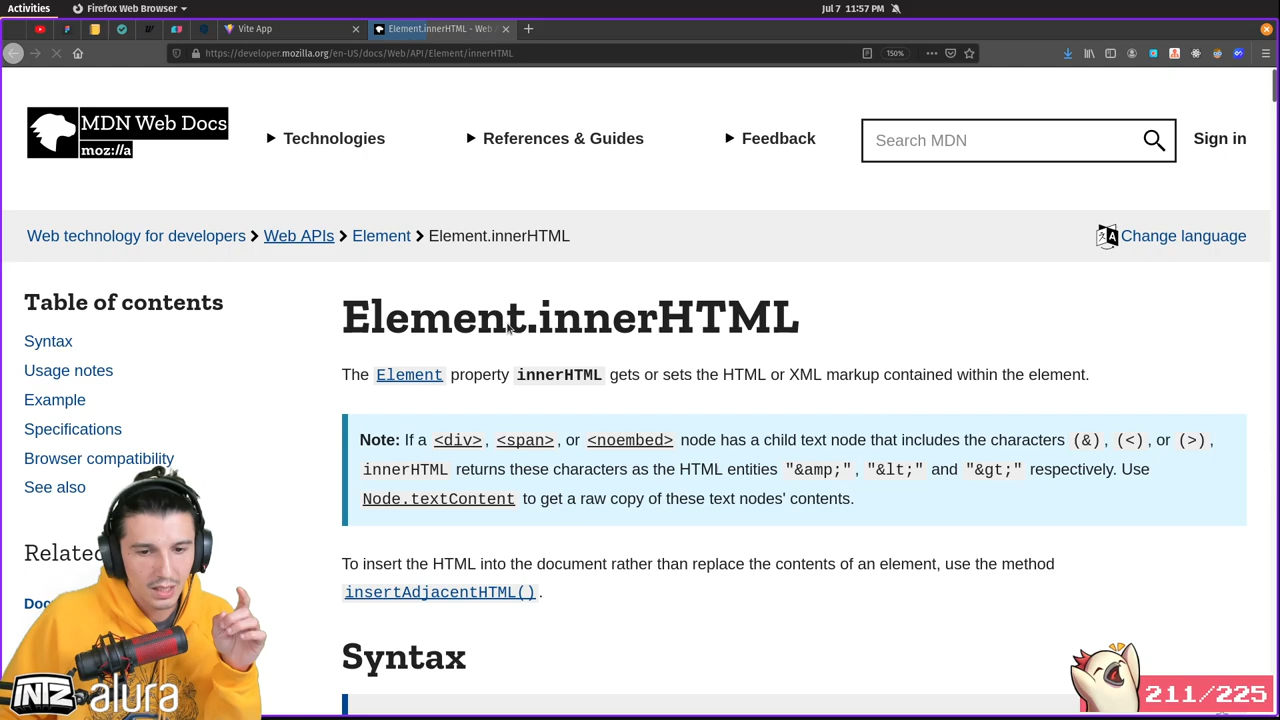 Activities
Firefox Web Browser
Jul 7 11:57 PM
Vite App
Element.innerHTML - Web
https://developer.mozilla.org/en-US/docs/Web/API/Element/innerHTML
150%
MDN Web Docs
moz://a
Technologies
References & Guides
Feedback
Search MDN
Sign in
Web technology for developers
Web APIs
Element
Element.innerHTML
Change language
Table of contents
Syntax
Usage notes
Example
Specifications
Browser compatibility
See also
Related
Doc
Element.innerHTML
The Element property innerHTML gets or sets the HTML or XML markup contained within the element.
Note: If a <div>, <span>, or <noembed> node has a child text node that includes the characters (&), (<), or (>),
innerHTML returns these characters as the HTML entities "&amp;", "&lt;" and "&gt;" respectively. Use
Node.textContent to get a raw copy of these text nodes' contents.
To insert the HTML into the document rather than replace the contents of an element, use the method
insertAdjacentHTML().
Syntax
INTZ
alura
211/225